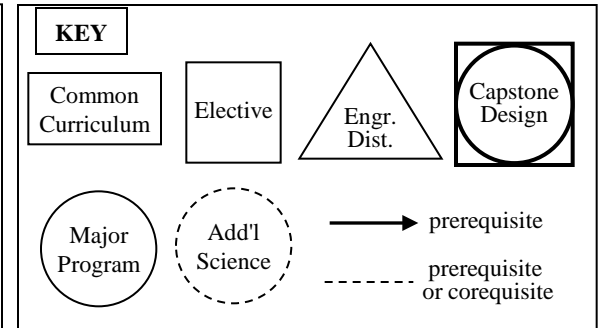 KEY
Common
Curriculum
Elective
Engr.
Dist.
Capstone
Design
Major
Program
Add'l
Science
prerequisite
prerequisite
or corequisite